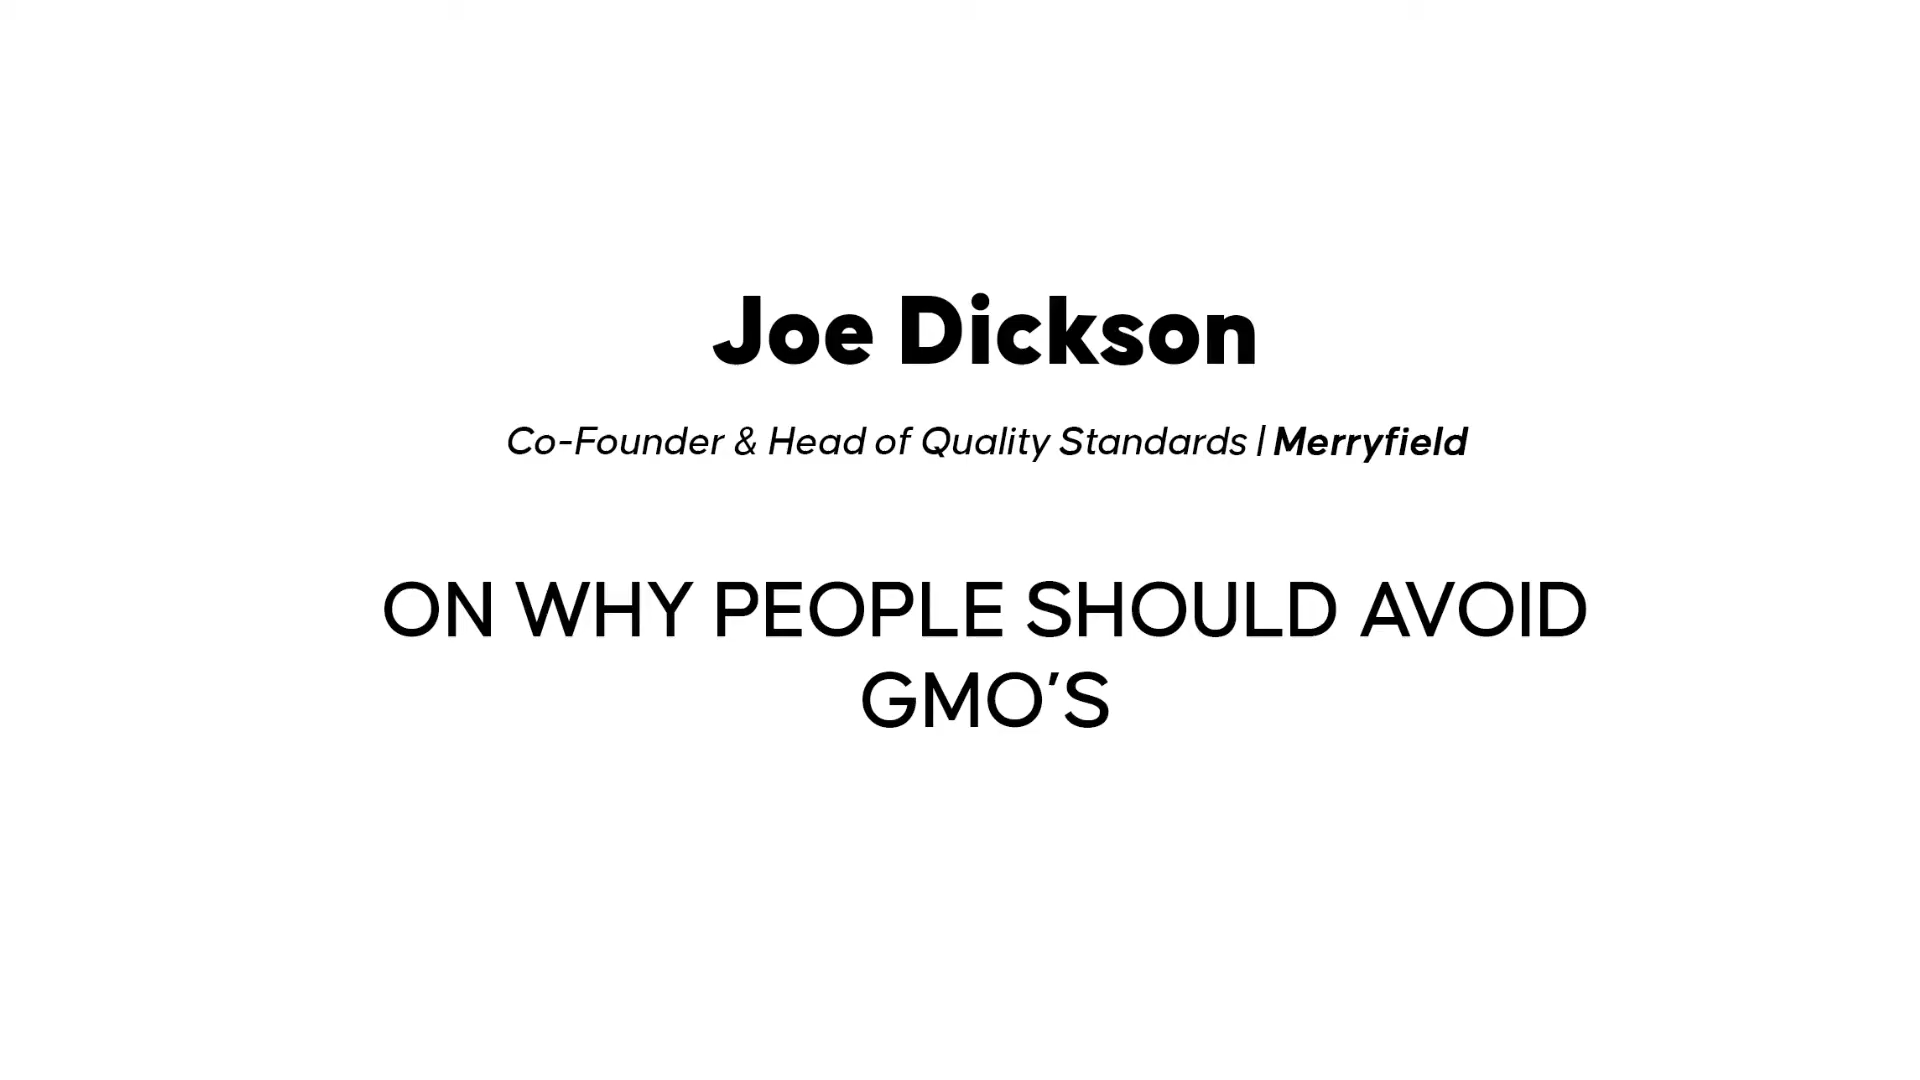 Joe Dickson
Co-Founder & Head of Quality Standards | Merryfield
ON WHY PEOPLE SHOULD AVOID
GMO'S